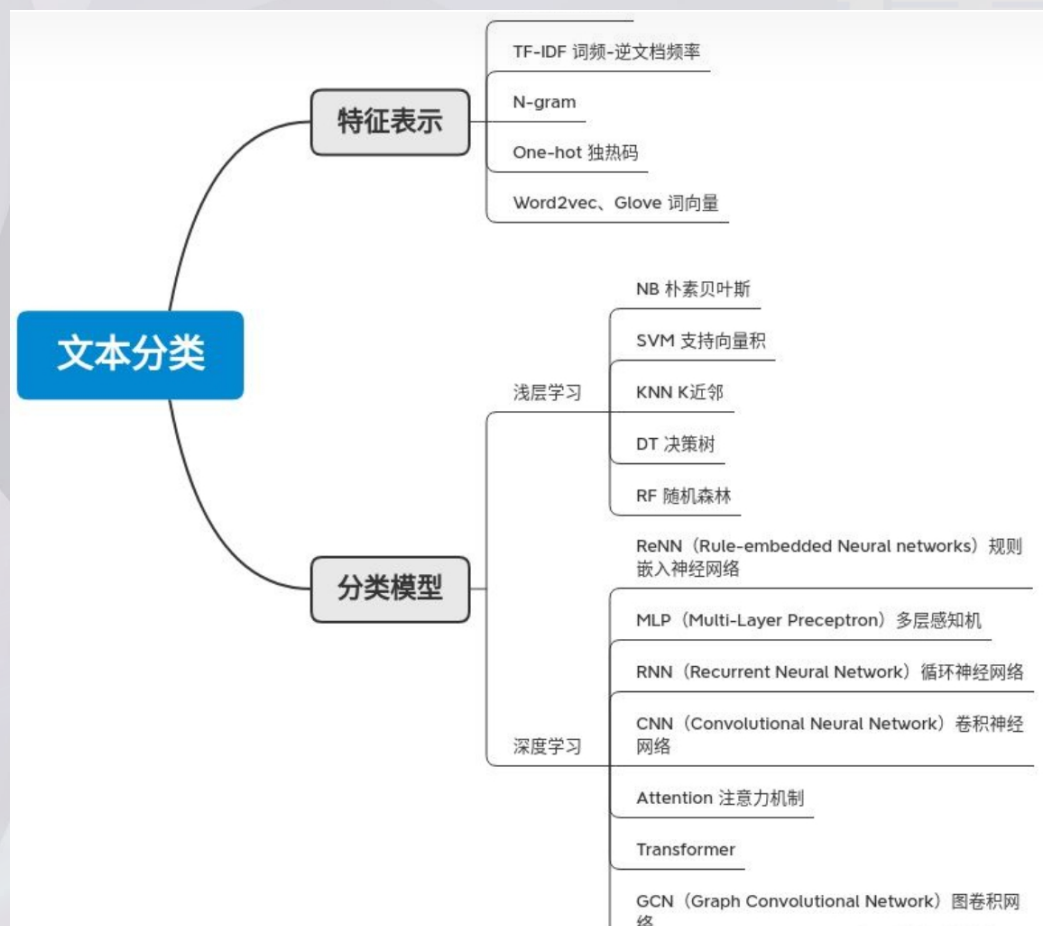 TF-IDF 词频-逆文档频率
N-gram
特征表示
One-hot 独热码
Word2vec、Glove 词向量
文本分类
NB 朴素贝叶斯
SVM 支持向量积
浅层学习
KNN K近邻
DT 决策树
RF 随机森林
分类模型
ReNN（Rule-embedded Neural networks）规则
嵌入神经网络
MLP（Multi-Layer Preceptron）多层感知机
RNN（Recurrent Neural Network）循环神经网络
CNN（Convolutional Neural Network）卷积神经
网络
深度学习
Attention 注意力机制
Transformer
GCN（Graph Convolutional Network）图卷积网
络